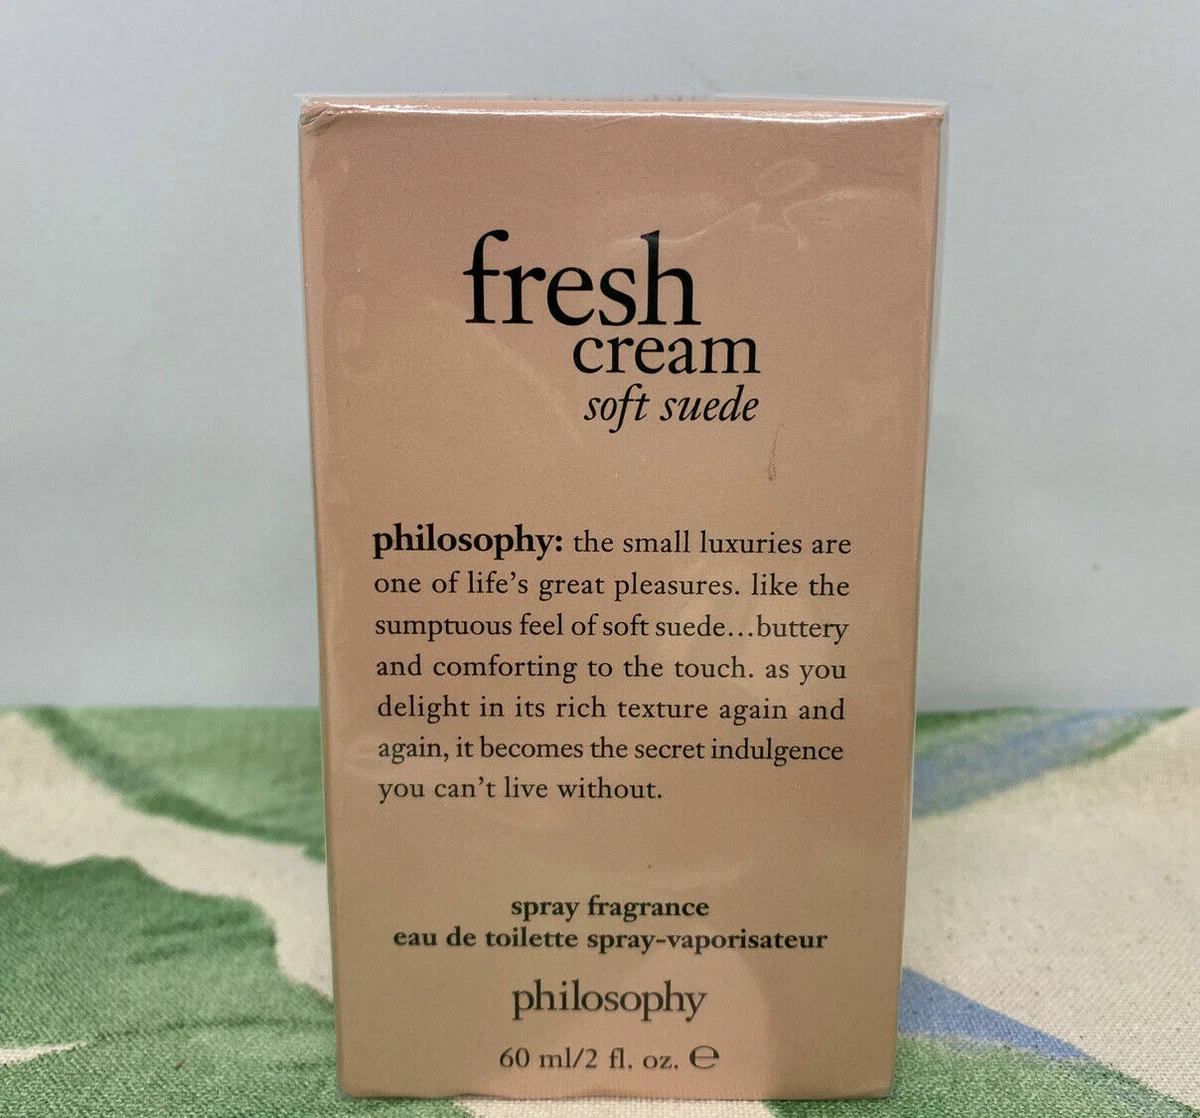 fresh
cream
soft suede
philosophy: the small luxuries are
one of life's great pleasures. like the
sumptuous feel of soft suede...buttery
and comforting to the touch. as you
delight in its rich texture again and
again, it becomes the secret indulgence
you can't live without.
spray fragrance
eau de toilette spray-vaporisateur
philosophy
60 ml/2 fl. oz. ℮